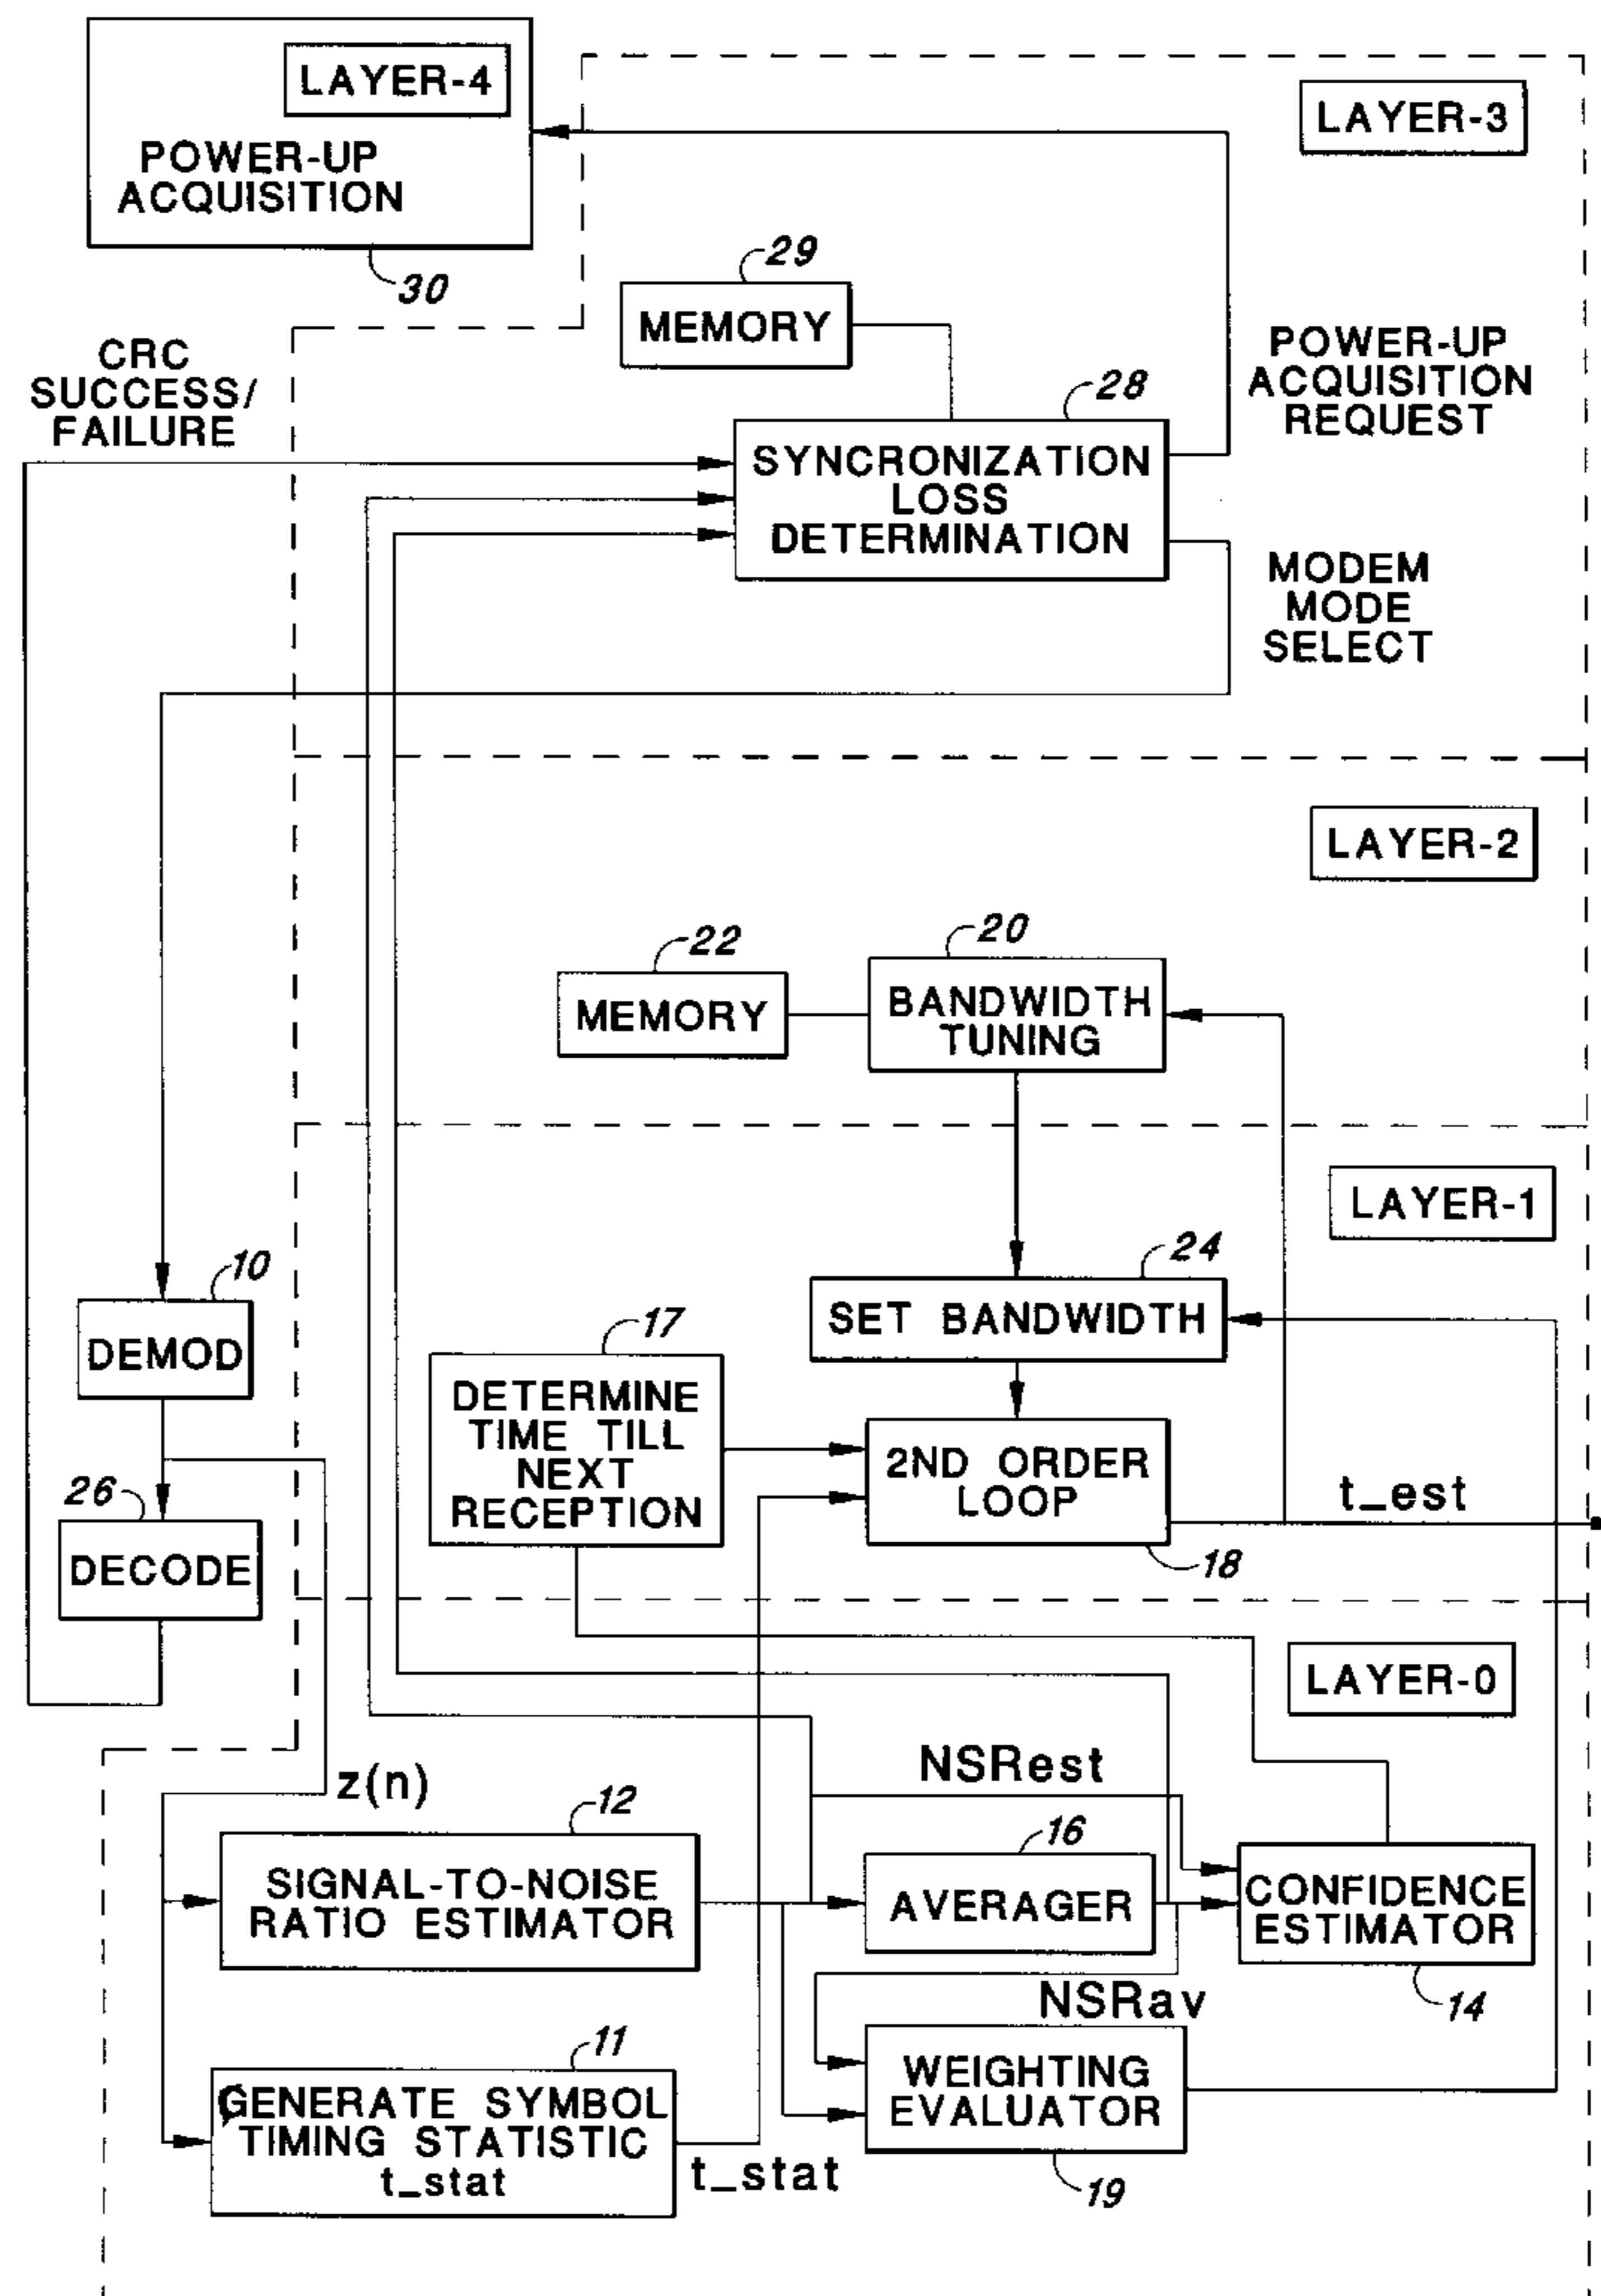 LAYER-4
POWER-UP
ACQUISITION
30
LAYER-3
29
MEMORY
CRC
SUCCESS/
FAILURE
POWER-UP
ACQUISITION
REQUEST
28
SYNCRONIZATION
LOSS
DETERMINATION
MODEM
MODE
SELECT
LAYER-2
22
MEMORY
20
BANDWIDTH
TUNING
LAYER-1
10
DEMOD
24
SET BANDWIDTH
17
DETERMINE
TIME TILL
NEXT
RECEPTION
2ND ORDER
LOOP
18
t_est
26
DECODE
LAYER-0
z(n)
NSRest
12
SIGNAL-TO-NOISE
RATIO ESTIMATOR
16
AVERAGER
CONFIDENCE
ESTIMATOR
14
NSRav
11
GENERATE SYMBOL
TIMING STATISTIC
t_stat
t_stat
WEIGHTING
EVALUATOR
19